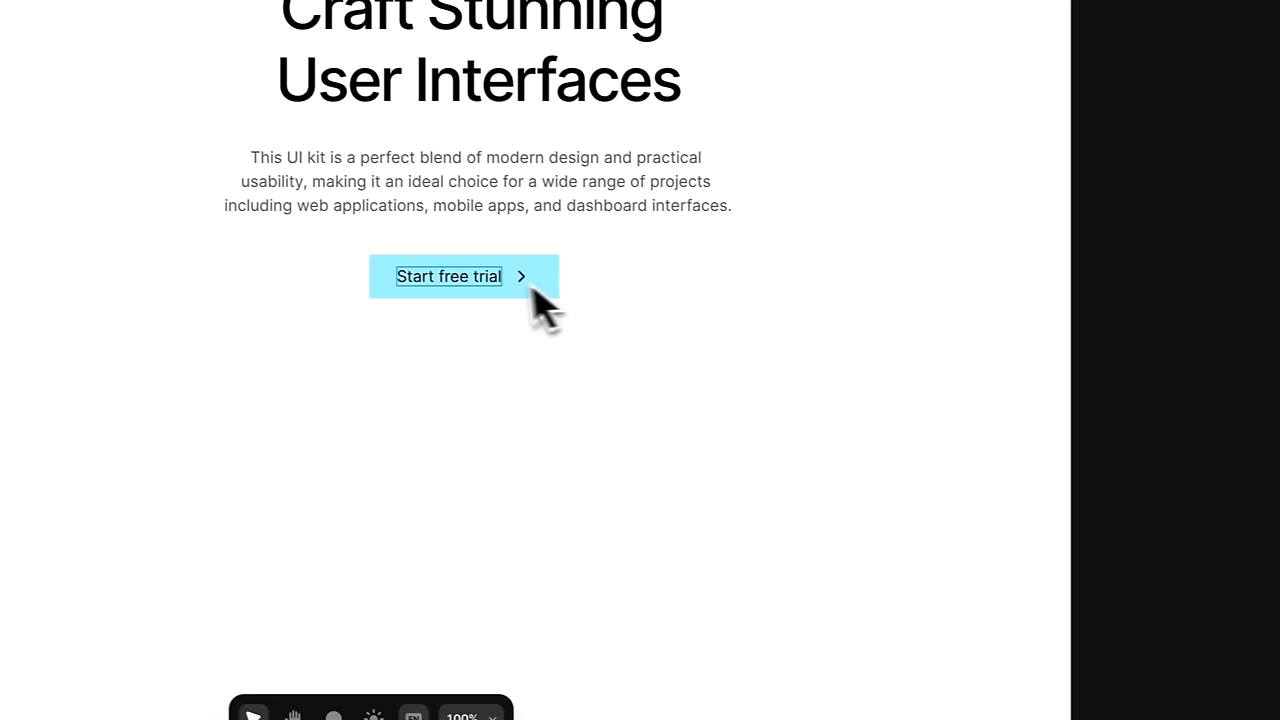 Craft Stunning
User Interfaces
This UI kit is a perfect blend of modern design and practical
usability, making it an ideal choice for a wide range of projects
including web applications, mobile apps, and dashboard interfaces.
Start free trial
100%